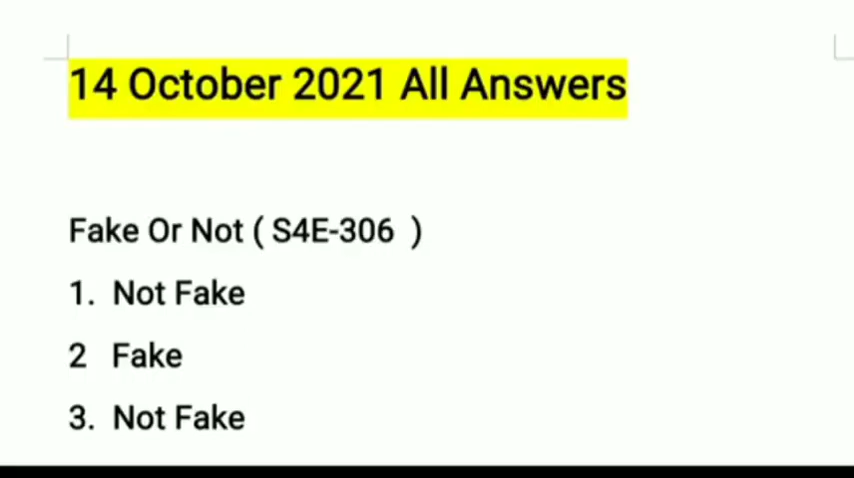 14 October 2021 All Answers
Fake Or Not ( S4E-306 )
1. Not Fake
2 Fake
3. Not Fake